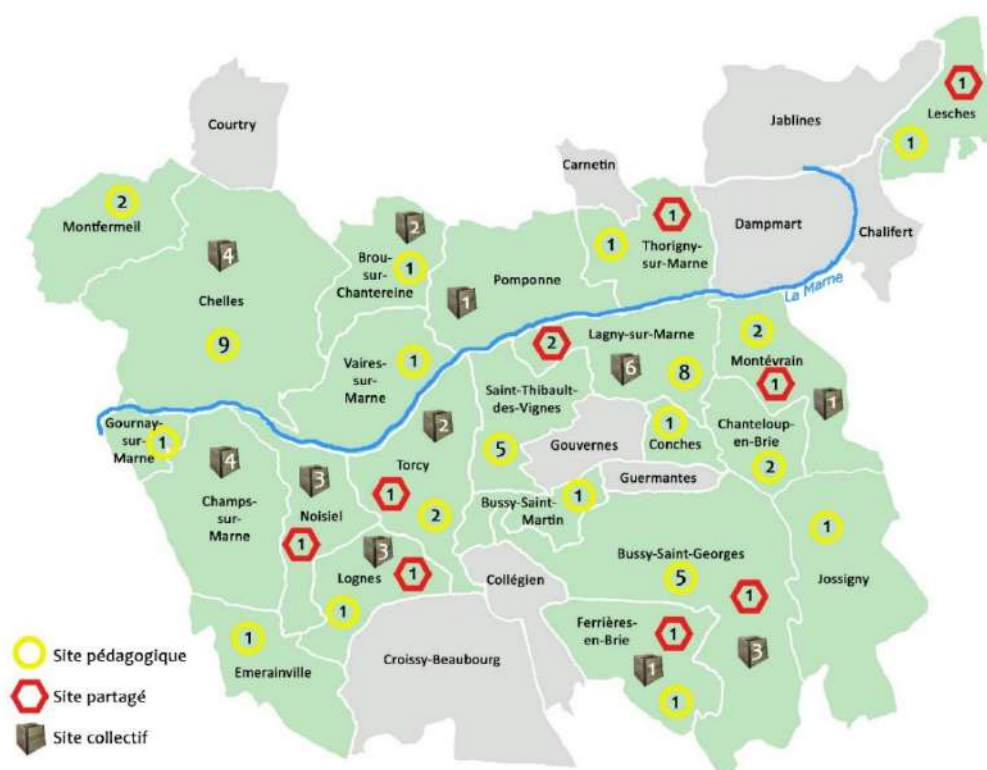 Courtry
Jablines
1
Lesches
1
Carnetin
2
Montfermeil
2
1
1
Thorigny-
sur-Marne
Dampmart
Chalifert
4
Chelles
Brou-
sur-
Chantereine
1
Pomponne
1
La Marne
9
Vaires-
sur-
Marne
1
2
Lagny-sur-Marne
6
8
2
Montévrain
1
1
Saint-Thibault-
des-Vignes
2
Gournay-
sur-
Marne
1
Gouvernes
1
Conches
Chanteloup-
en-Brie
2
4
Champs-
sur-
Marne
3
Noisiel
1
Torcy
1
2
5
Guermantes
Bussy-Saint-
Martin
1
1
Jossigny
3
Lognes
1
1
Collégien
Bussy-Saint-Georges
5
1
3
Ferrières-
en-Brie
1
1
1
1
Emerainville
Croissy-Beaubourg
Site pédagogique
Site partagé
Site collectif